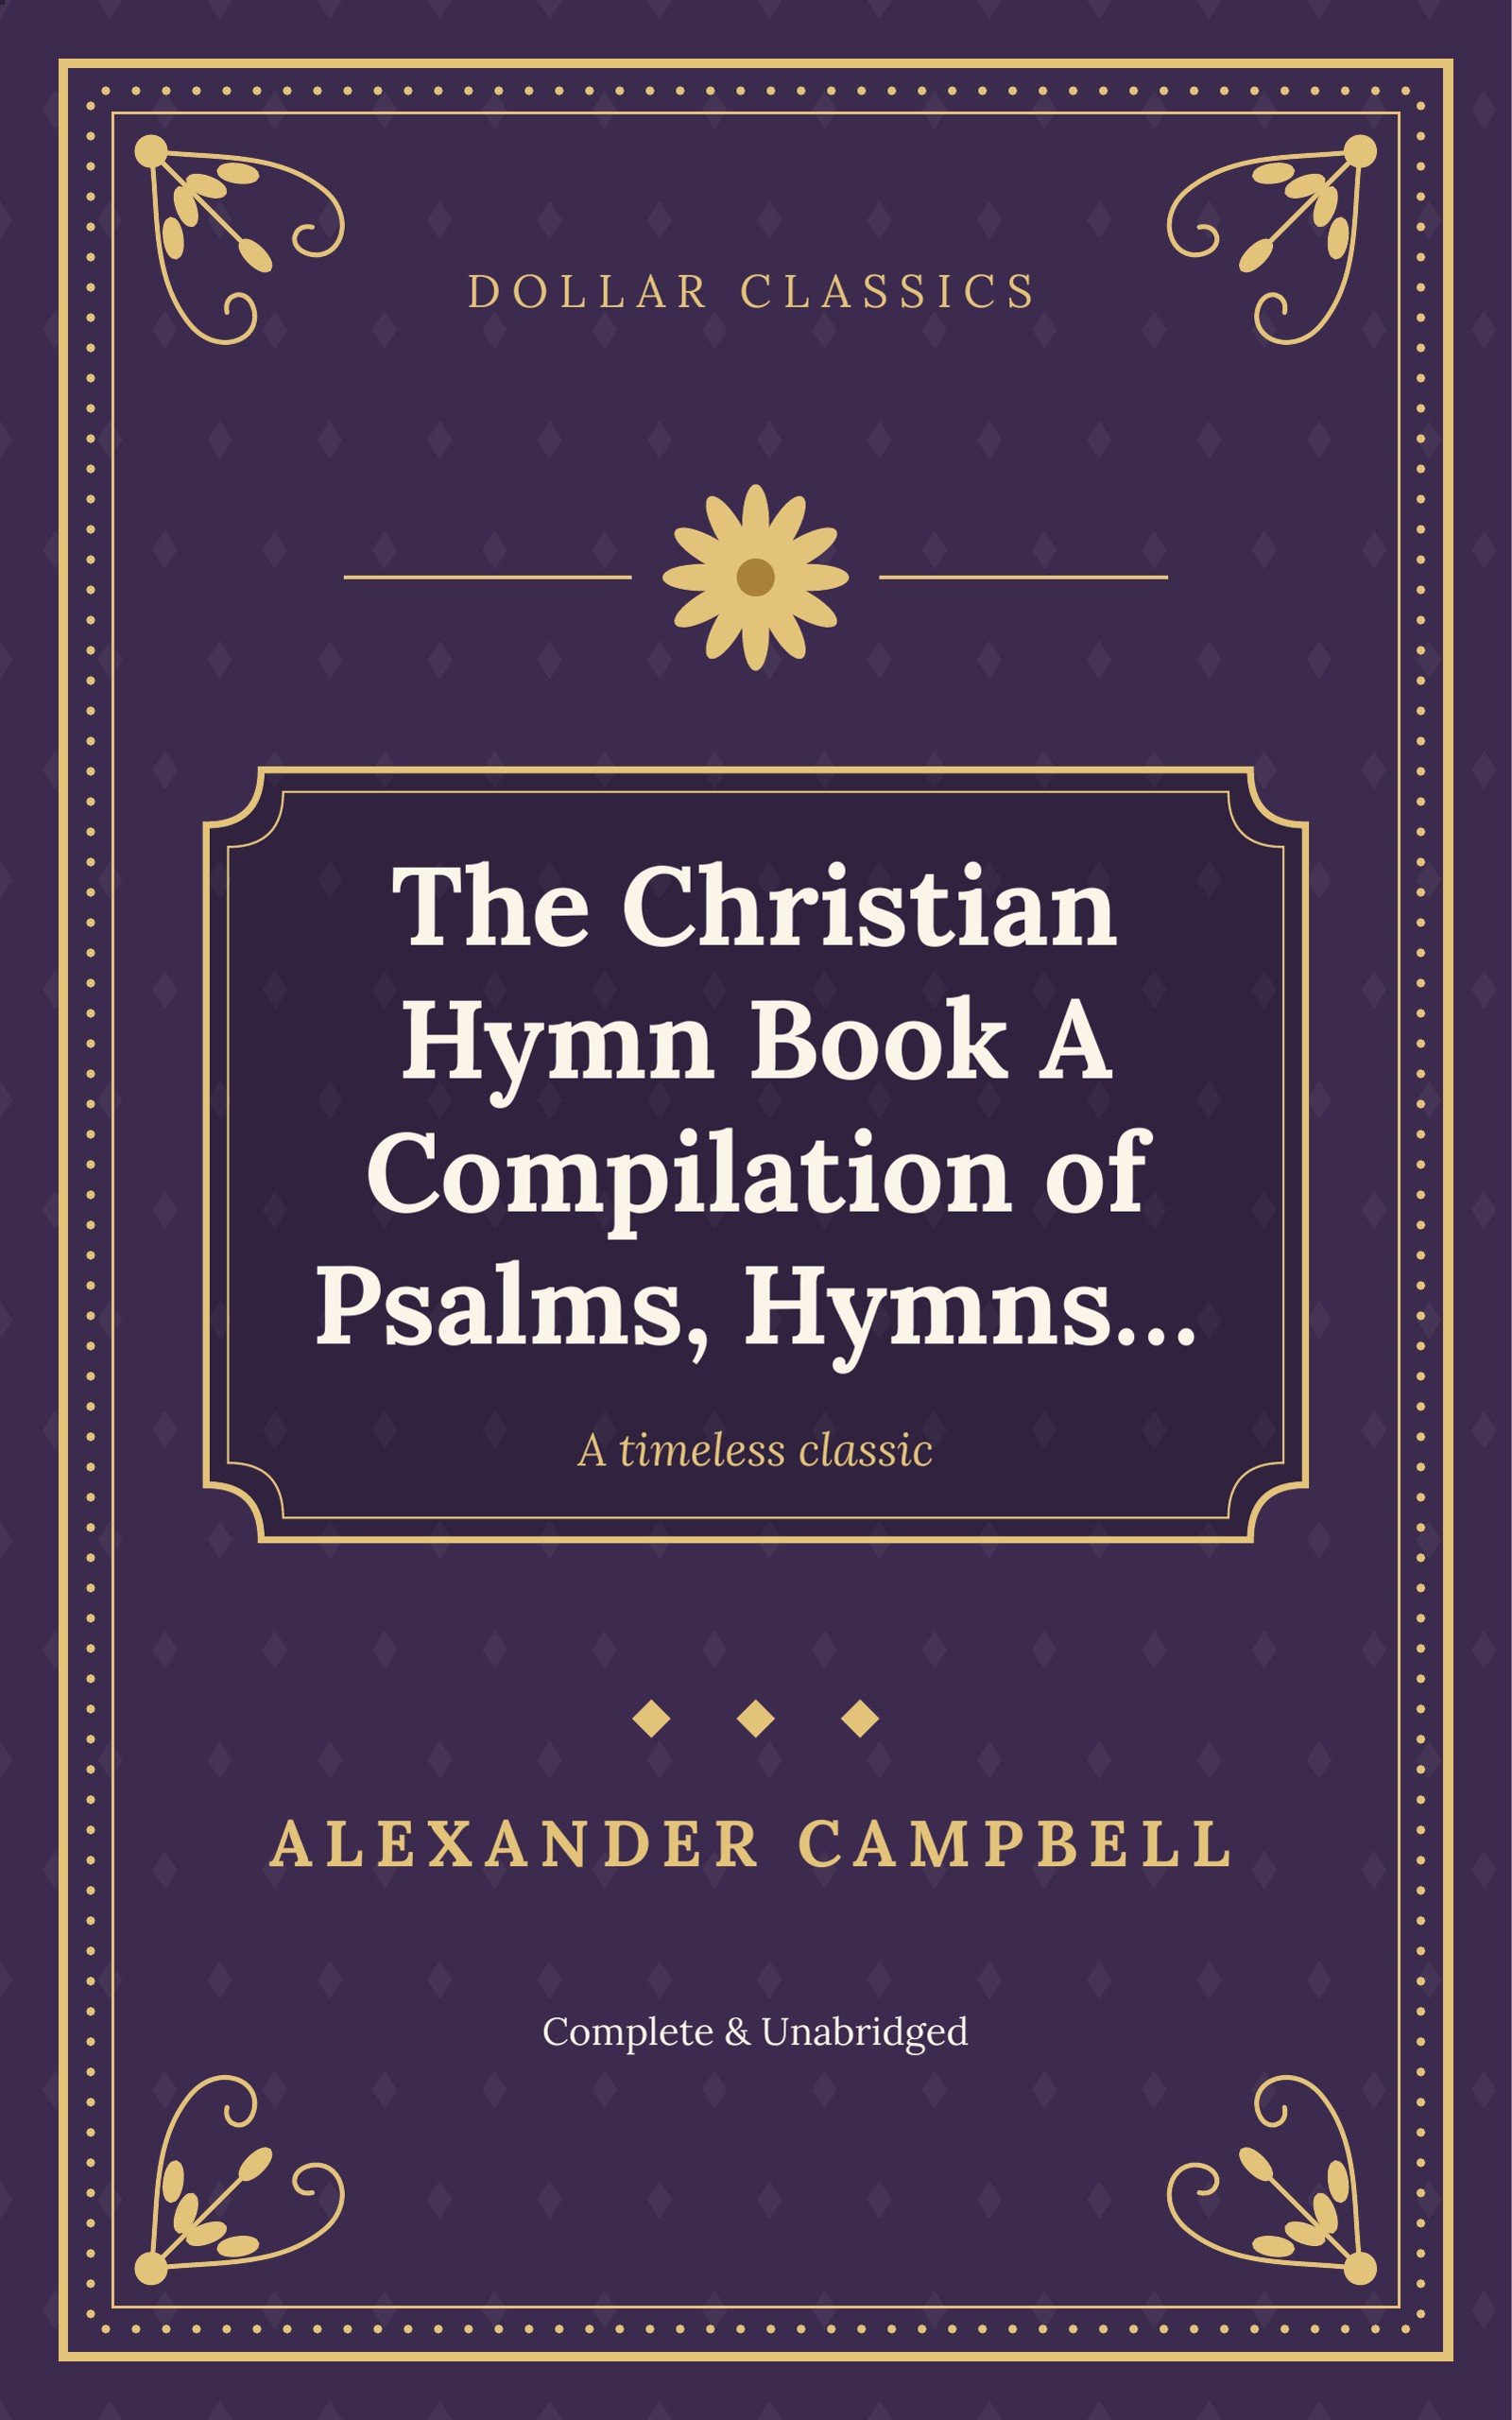 DOLLAR CLASSICS
The Christian
Hymn Book A
Compilation of
Psalms, Hymns...
A timeless classic
ALEXANDER CAMPBELL
Complete & Unabridged